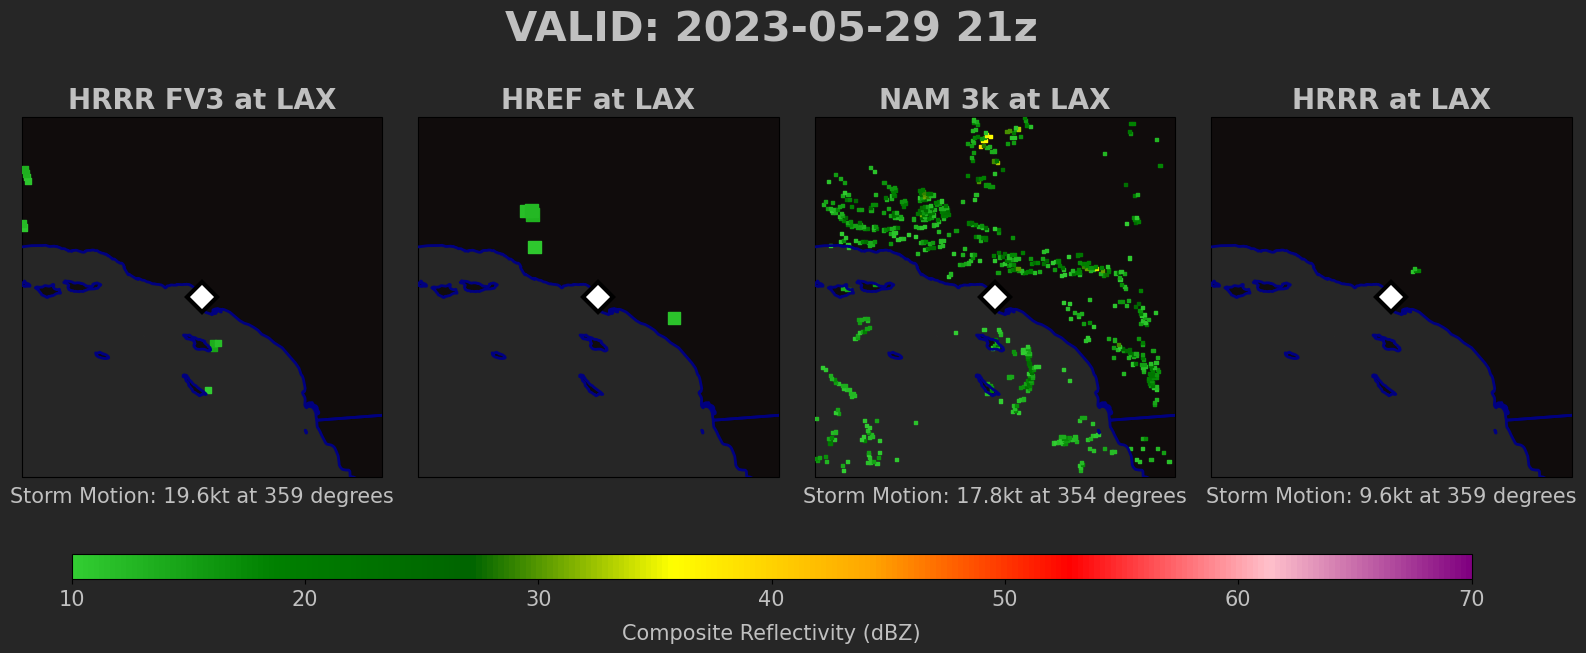 VALID: 2023-05-29 21z
HRRR FV3 at LAX
HREF at LAX
NAM 3k at LAX
HRRR at LAX
Storm Motion: 19.6kt at 359 degrees
Storm Motion: 17.8kt at 354 degrees
Storm Motion: 9.6kt at 359 degrees
10 20 30 40 50 60 70
Composite Reflectivity (dBZ)